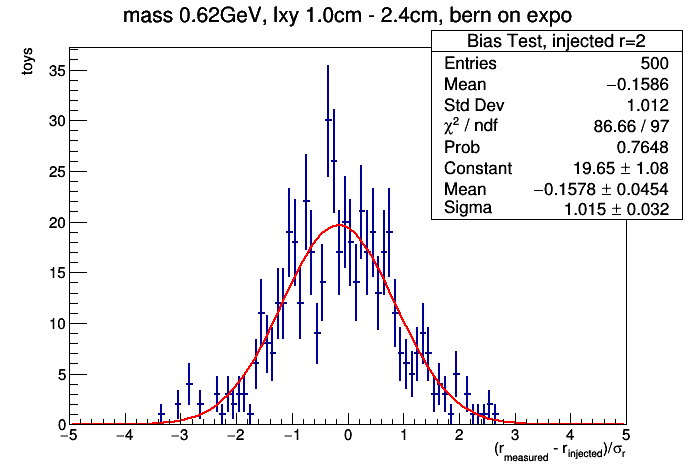 mass 0.62GeV, lxy 1.0cm - 2.4cm, bern on expo
Bias Test, injected r=2
Entries 500
Mean −0.1586
Std Dev 1.012
χ² / ndf 86.66 / 97
Prob 0.7648
Constant 19.65 ± 1.08
Mean −0.1578 ± 0.0454
Sigma 1.015 ± 0.032
toys
35
30
25
20
15
10
5
0
−5 −4 −3 −2 −1 0 1 2 3 4 5
(r_measured - r_injected)/σ_r